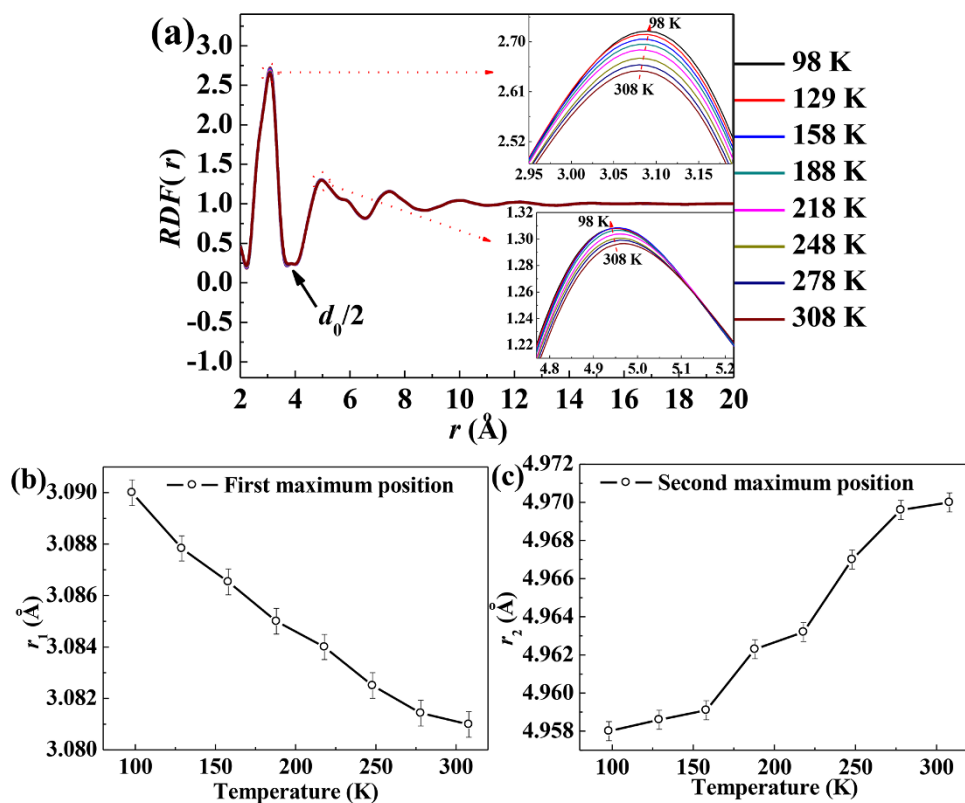 (a)
3.0
2.5
2.0
1.5
1.0
0.5
0.0
-0.5
-1.0
RDF(r)
2 4 6 8 10 12 14 16 18 20
r (Å)
d0/2
2.70
2.61
2.52
2.95 3.00 3.05 3.10 3.15
98 K
308 K
1.32
1.30
1.28
1.26
1.24
1.22
4.8 4.9 5.0 5.1 5.2
98 K
308 K
98 K
129 K
158 K
188 K
218 K
248 K
278 K
308 K
(b)
First maximum position
3.090
3.088
3.086
3.084
3.082
3.080
r1 (Å)
100 150 200 250 300
Temperature (K)
(c)
Second maximum position
4.972
4.970
4.968
4.966
4.964
4.962
4.960
4.958
r2 (Å)
100 150 200 250 300
Temperature (K)